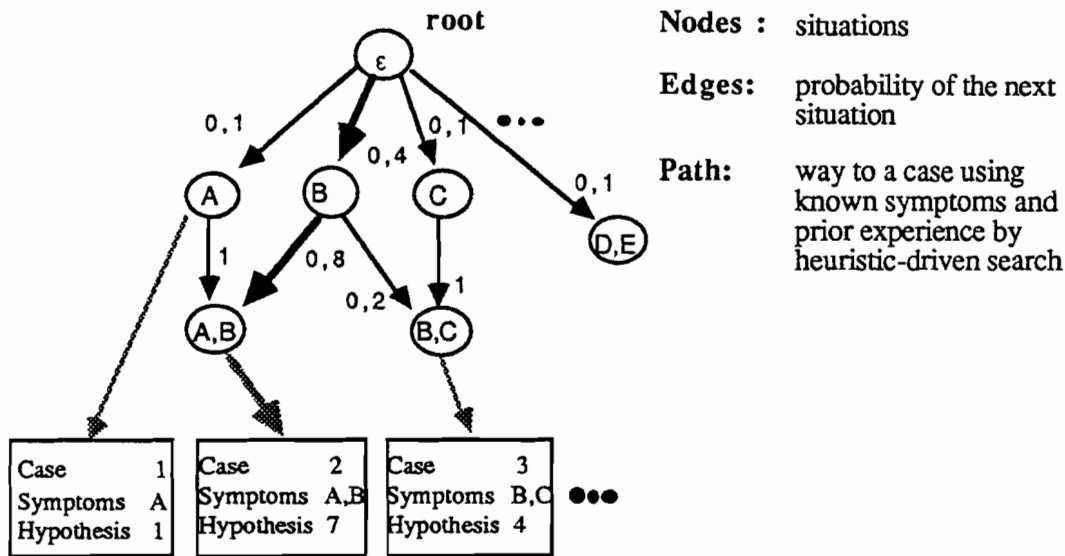 root
ε
0,1
0,4
0,1
0,1
A
B
C
D,E
1
0,8
0,2
1
A,B
B,C
Case 1
Symptoms A
Hypothesis 1
Case 2
Symptoms A,B
Hypothesis 7
Case 3
Symptoms B,C
Hypothesis 4
Nodes : situations
Edges: probability of the next
situation
Path: way to a case using
known symptoms and
prior experience by
heuristic-driven search